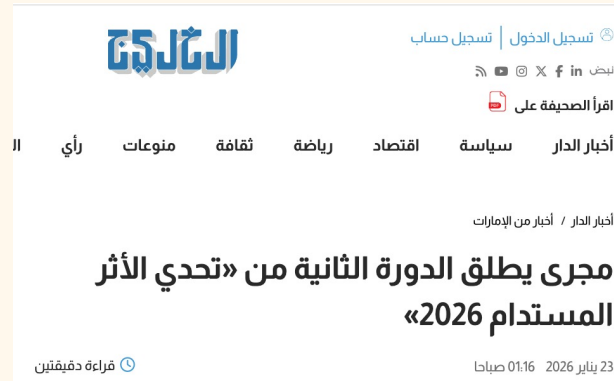 تسجيل الدخول | تسجيل حساب
الخليج
نبض
اقرأ الصحيفة على PDF
أخبار الدار سياسة اقتصاد رياضة ثقافة منوعات رأي
أخبار الدار / أخبار من الإمارات
مجرى يطلق الدورة الثانية من «تحدي الأثر
المستدام 2026»
23 يناير 2026 01:16 صباحا
قراءة دقيقتين